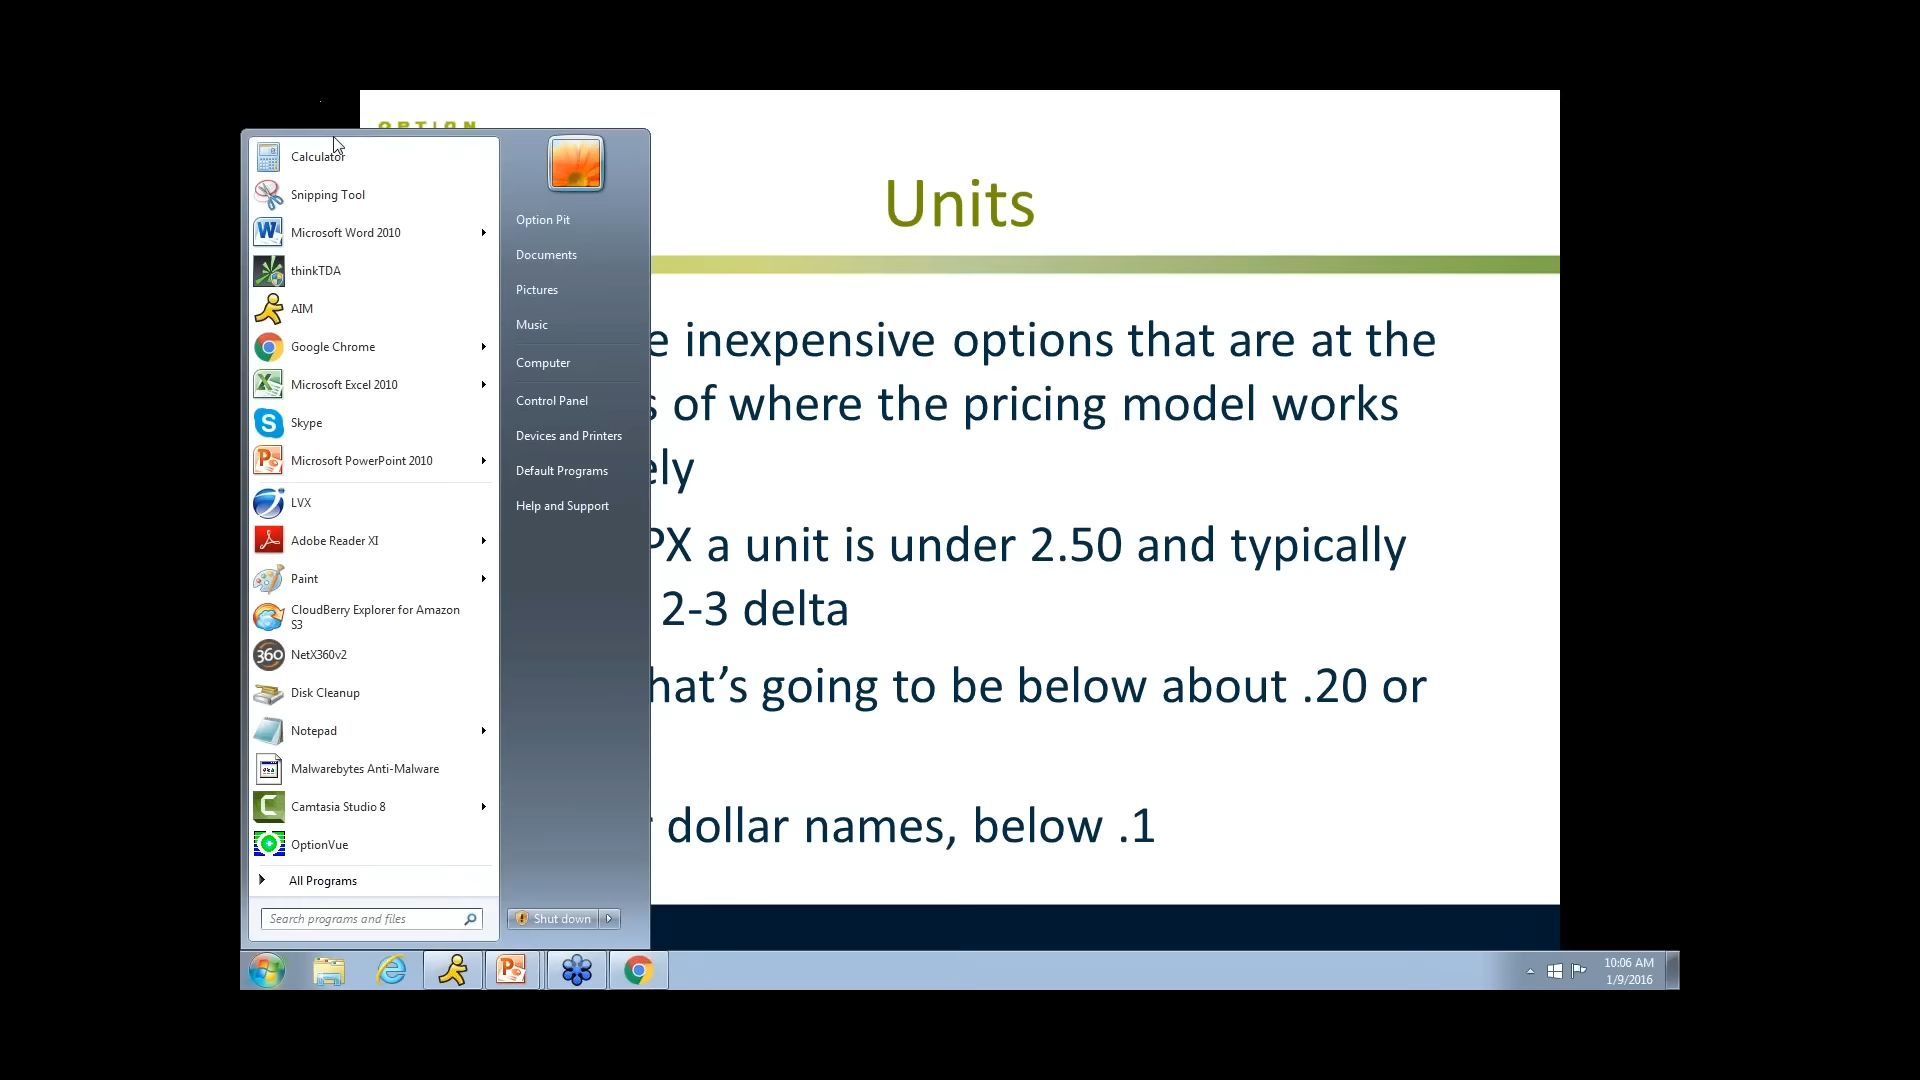 OPTION
Calculator
Snipping Tool
Microsoft Word 2010
thinkTDA
AIM
Google Chrome
Microsoft Excel 2010
Skype
Microsoft PowerPoint 2010
LVX
Adobe Reader XI
Paint
CloudBerry Explorer for Amazon
S3
NetX360v2
Disk Cleanup
Notepad
Malwarebytes Anti-Malware
Camtasia Studio 8
OptionVue
All Programs
Search programs and files
Option Pit
Documents
Pictures
Music
Computer
Control Panel
Devices and Printers
Default Programs
Help and Support
Shut down
Units
e inexpensive options that are at the
s of where the pricing model works
ely
PX a unit is under 2.50 and typically
2-3 delta
hat’s going to be below about .20 or
r dollar names, below .1
10:06 AM
1/9/2016